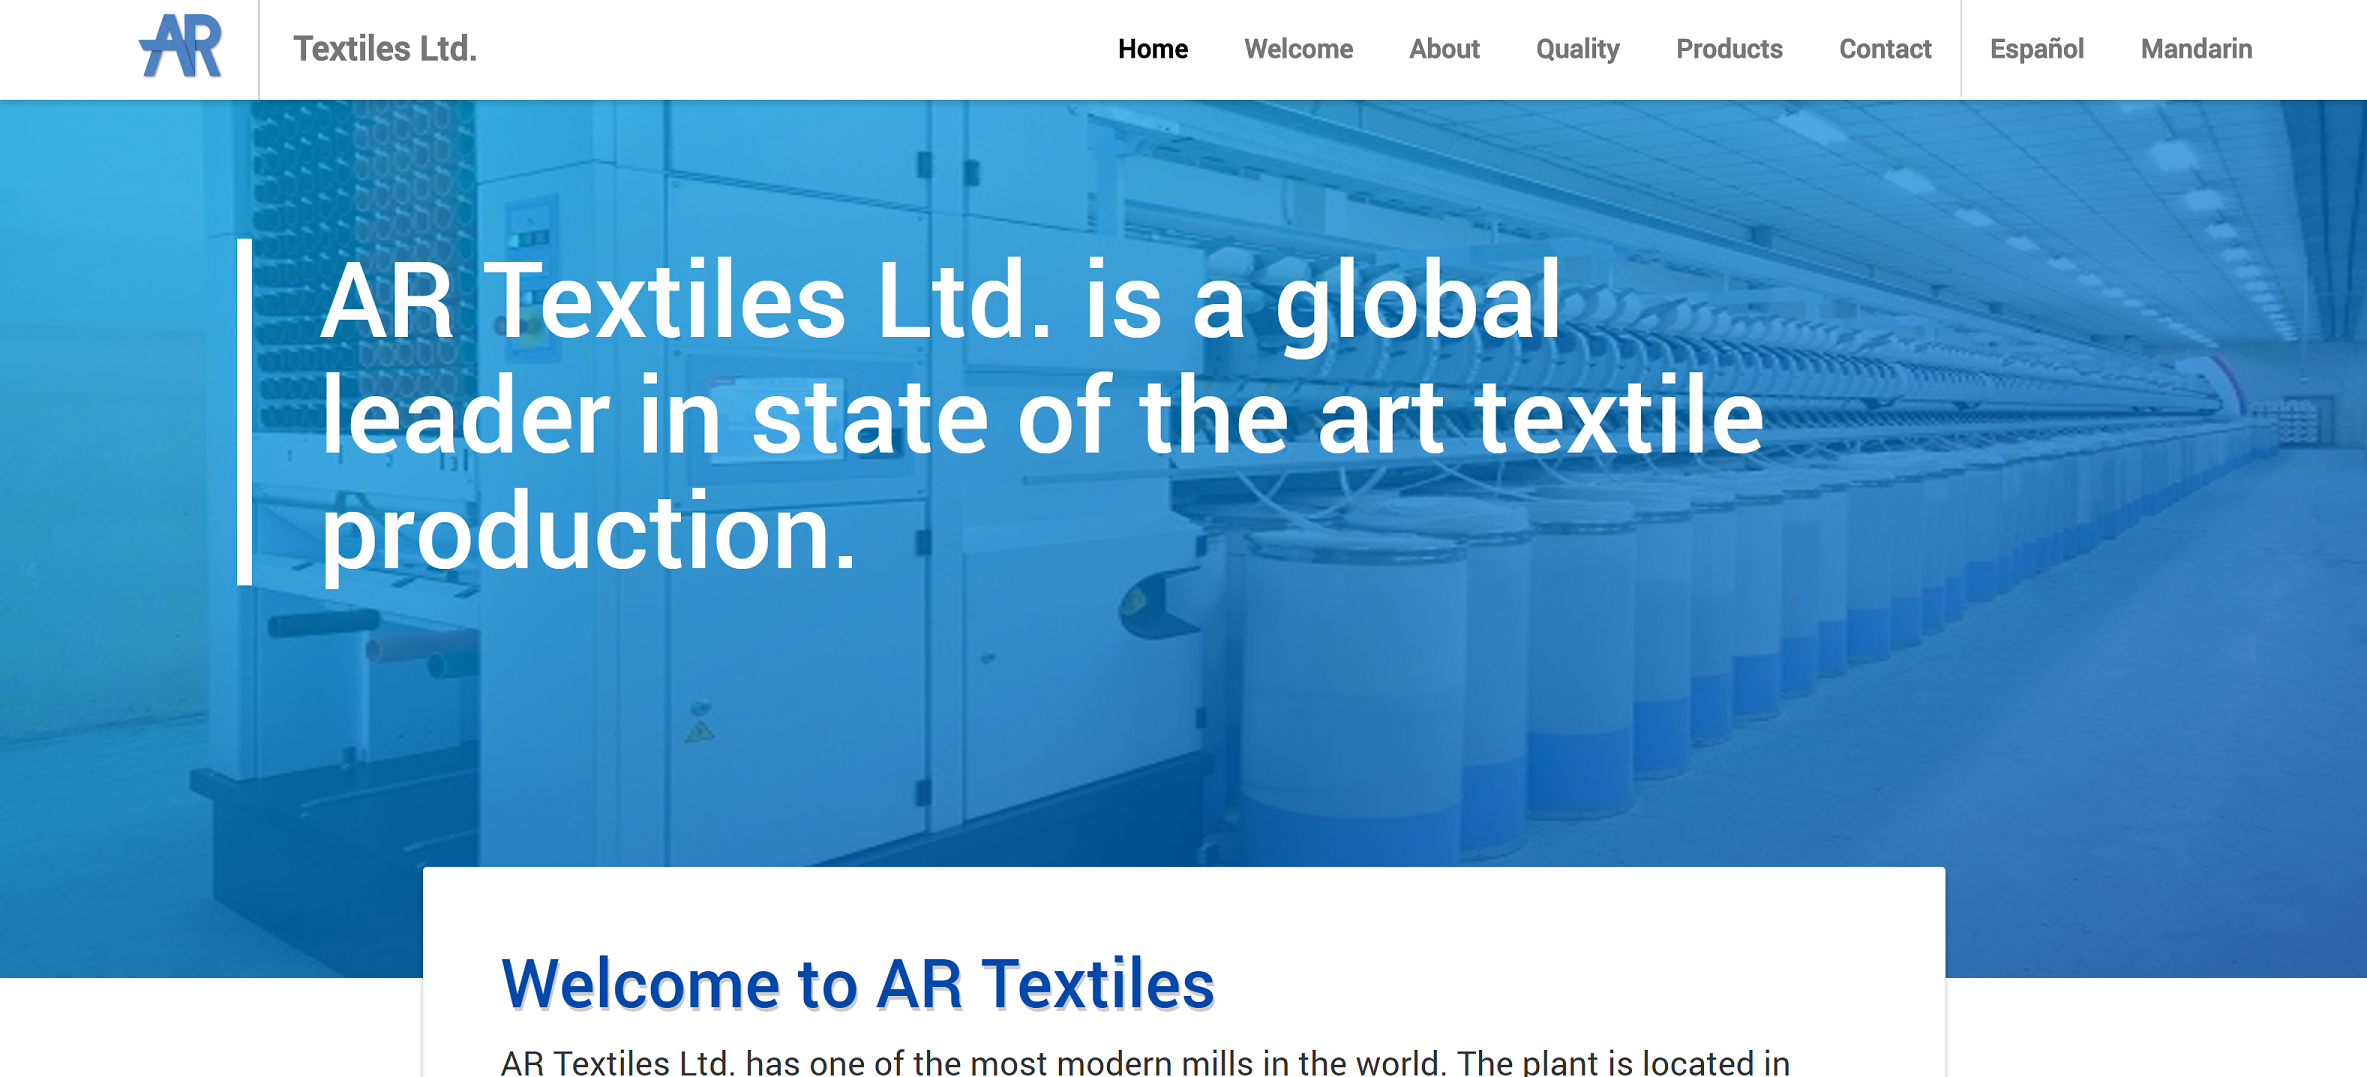 AR
Textiles Ltd.
Home Welcome About Quality Products Contact Español Mandarin
AR Textiles Ltd. is a global
leader in state of the art textile
production.
Welcome to AR Textiles
AR Textiles Ltd. has one of the most modern mills in the world. The plant is located in